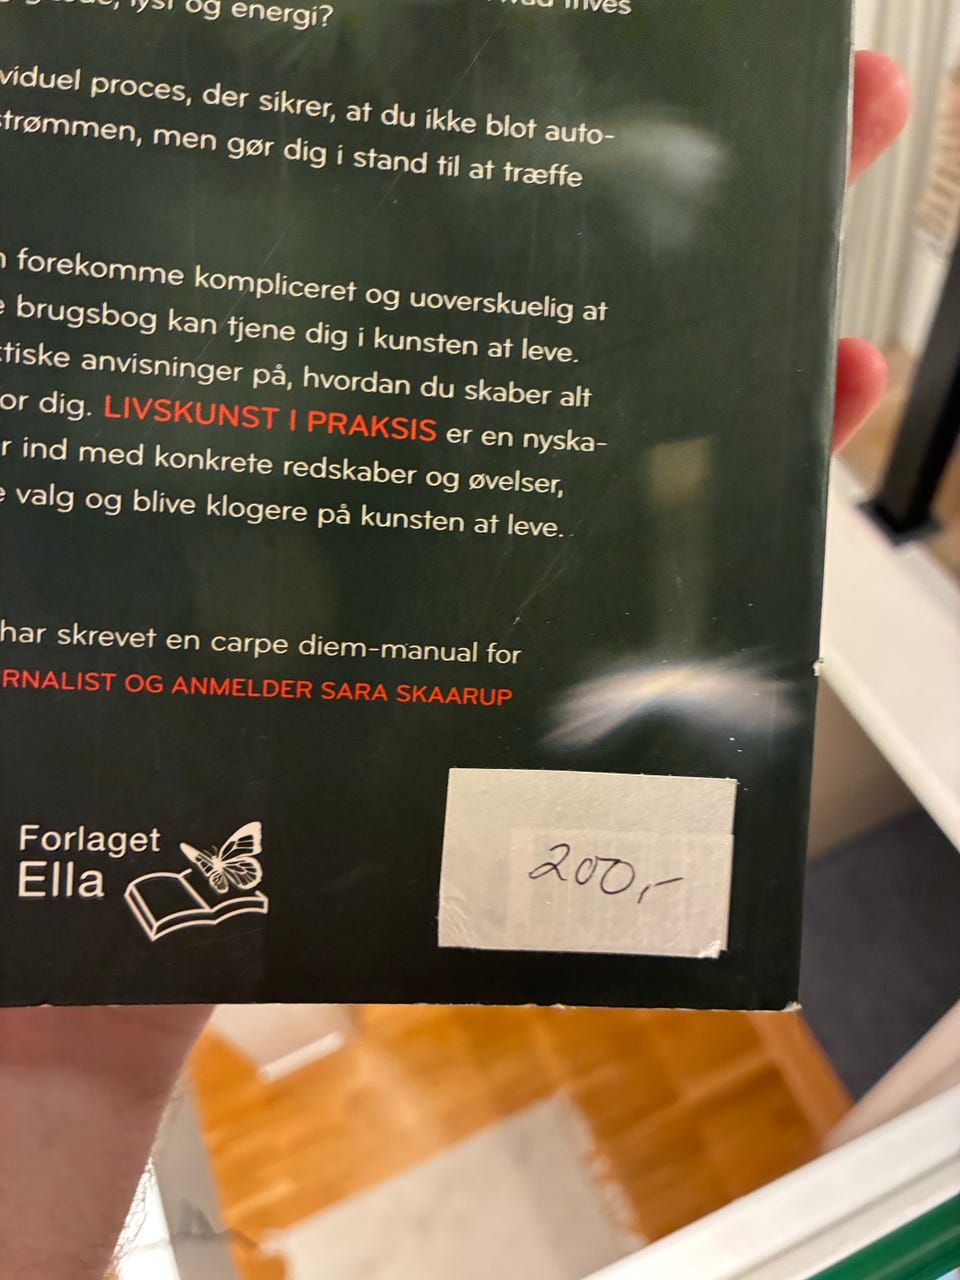 og energi?
viduel proces, der sikrer, at du ikke blot auto-
strømmen, men gør dig i stand til at træffe
forekomme kompliceret og uoverskuelig at
brugsbog kan tjene dig i kunsten at leve.
tiske anvisninger på, hvordan du skaber alt
or dig. LIVSKUNST I PRAKSIS er en nyska-
r ind med konkrete redskaber og øvelser,
e valg og blive klogere på kunsten at leve.
har skrevet en carpe diem-manual for
RNALIST OG ANMELDER SARA SKAARUP
Forlaget
Ella
200,-